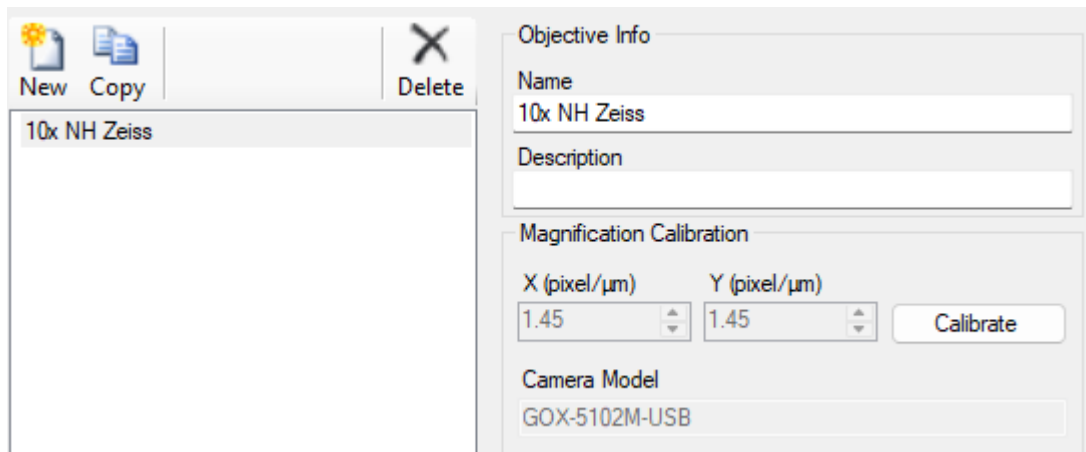 New Copy Delete
10x NH Zeiss
Objective Info
Name
10x NH Zeiss
Description
Magnification Calibration
X (pixel/µm) Y (pixel/µm)
1.45 1.45 Calibrate
Camera Model
GOX-5102M-USB